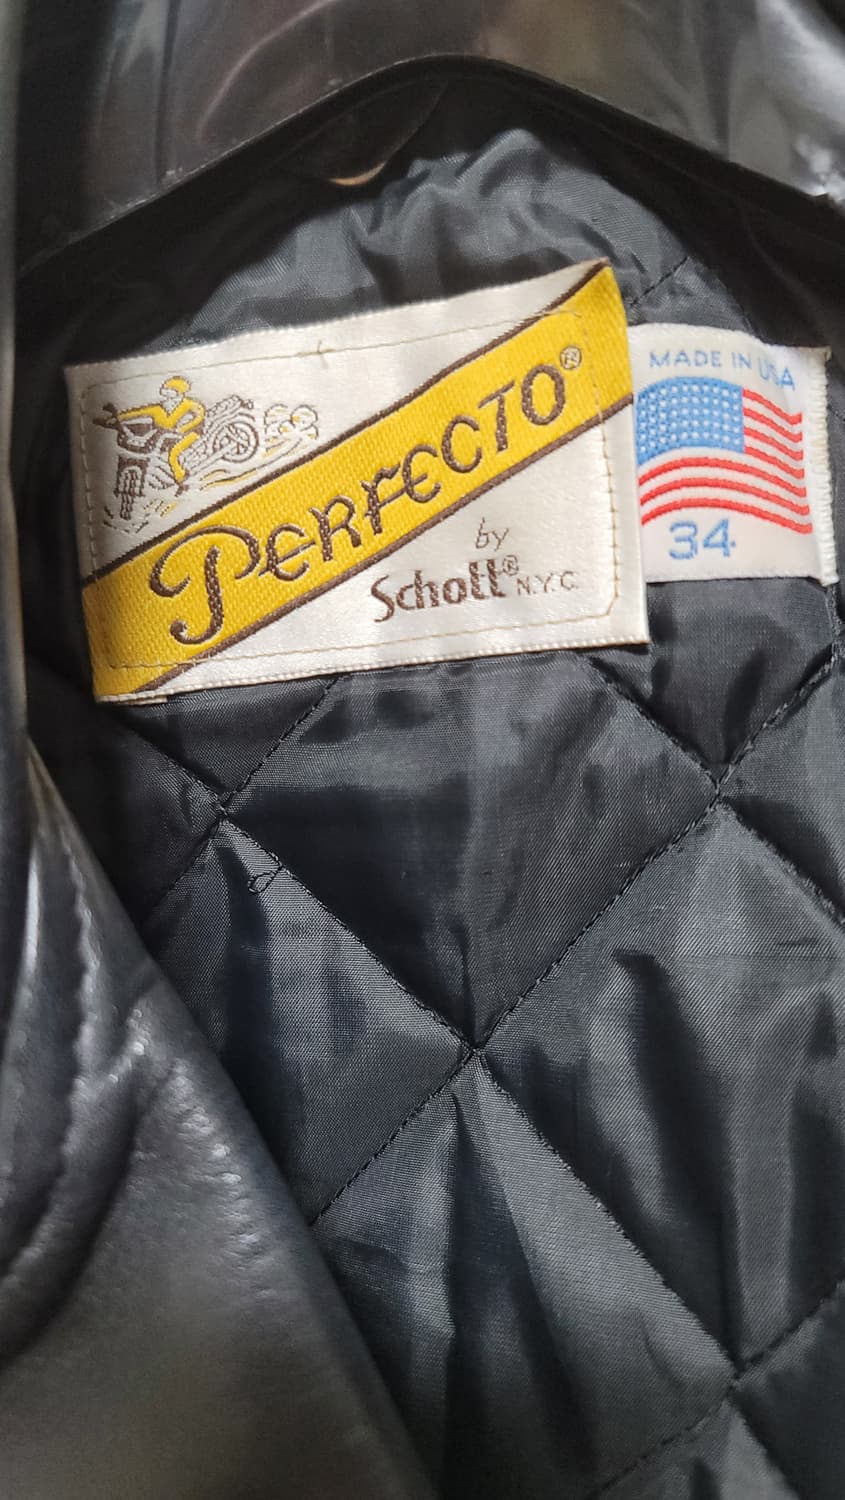 PERFECTO®
by
Schott® N.Y.C.
MADE IN USA
34